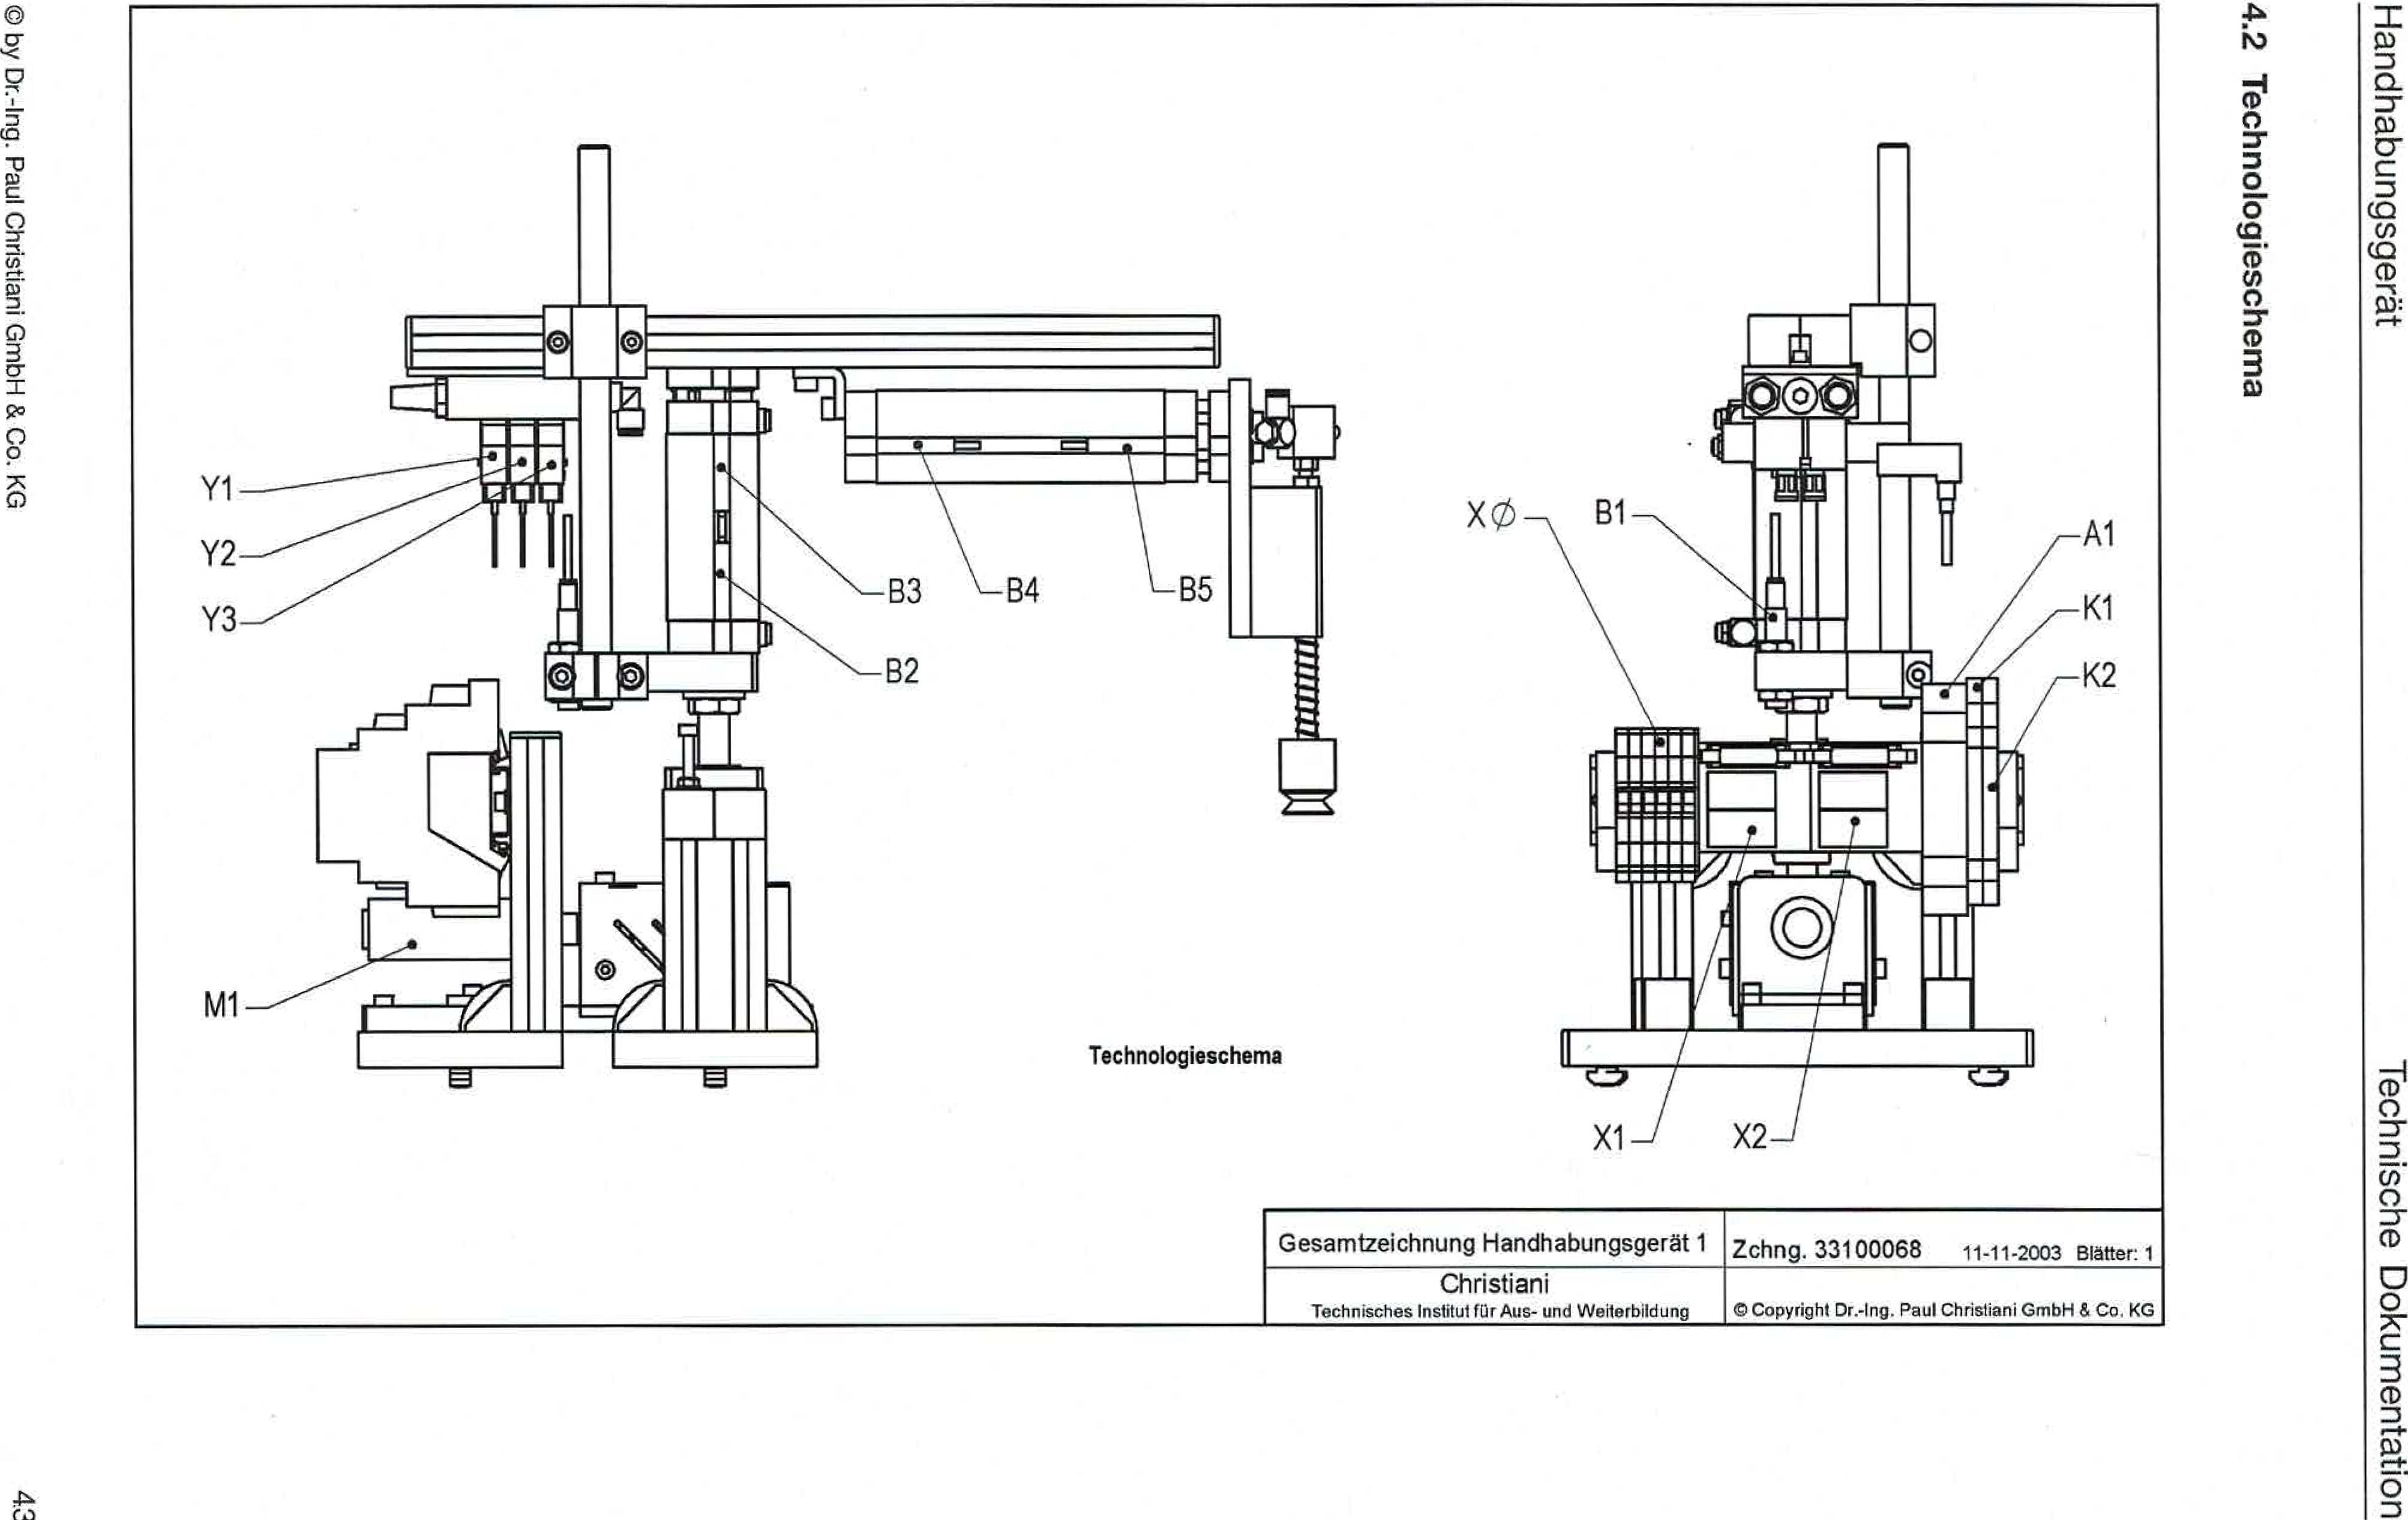 Handhabungsgerät
Technische Dokumentation
4.2 Technologieschema
Y1
Y2
Y3
M1
B3
B2
B4
B5
XØ
B1
A1
K1
K2
X1
X2
Technologieschema
Gesamtzeichnung Handhabungsgerät 1
Zchng. 33100068 11-11-2003 Blätter: 1
Christiani
Technisches Institut für Aus- und Weiterbildung
© Copyright Dr.-Ing. Paul Christiani GmbH & Co. KG
© by Dr.-Ing. Paul Christiani GmbH & Co. KG
43